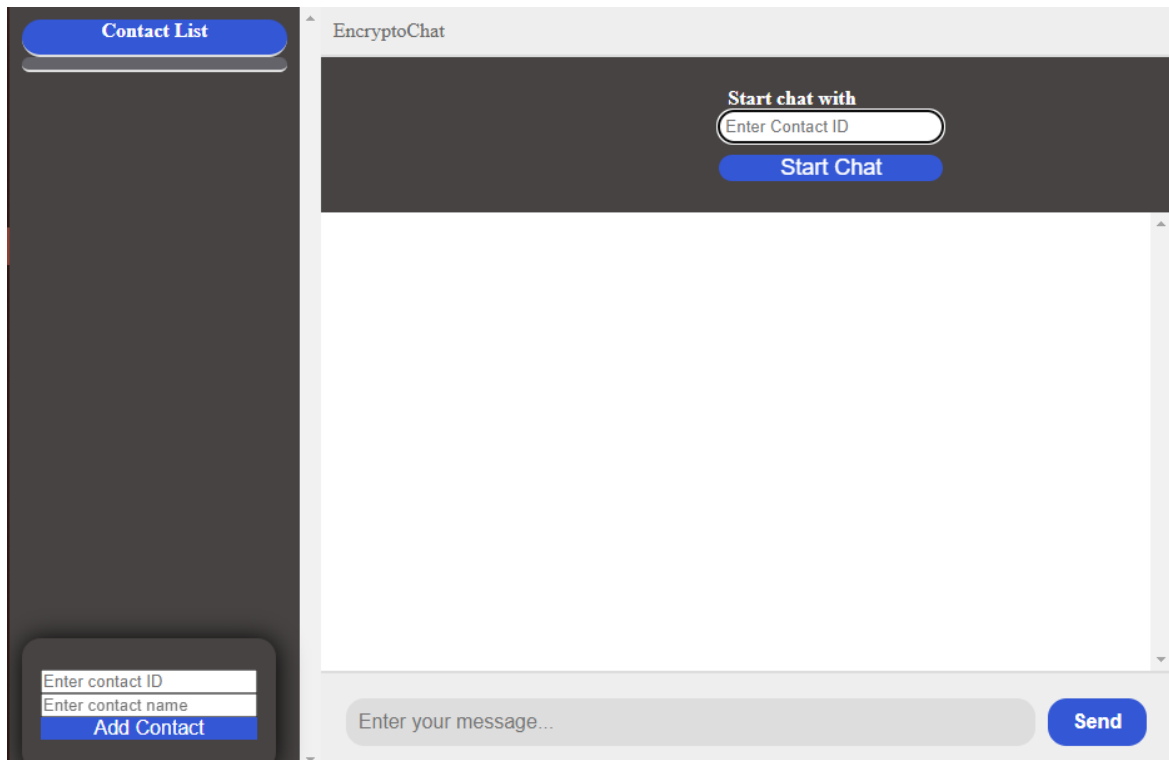 Contact List
EncryptoChat
Start chat with
Enter Contact ID
Start Chat
Enter contact ID
Enter contact name
Add Contact
Enter your message...
Send